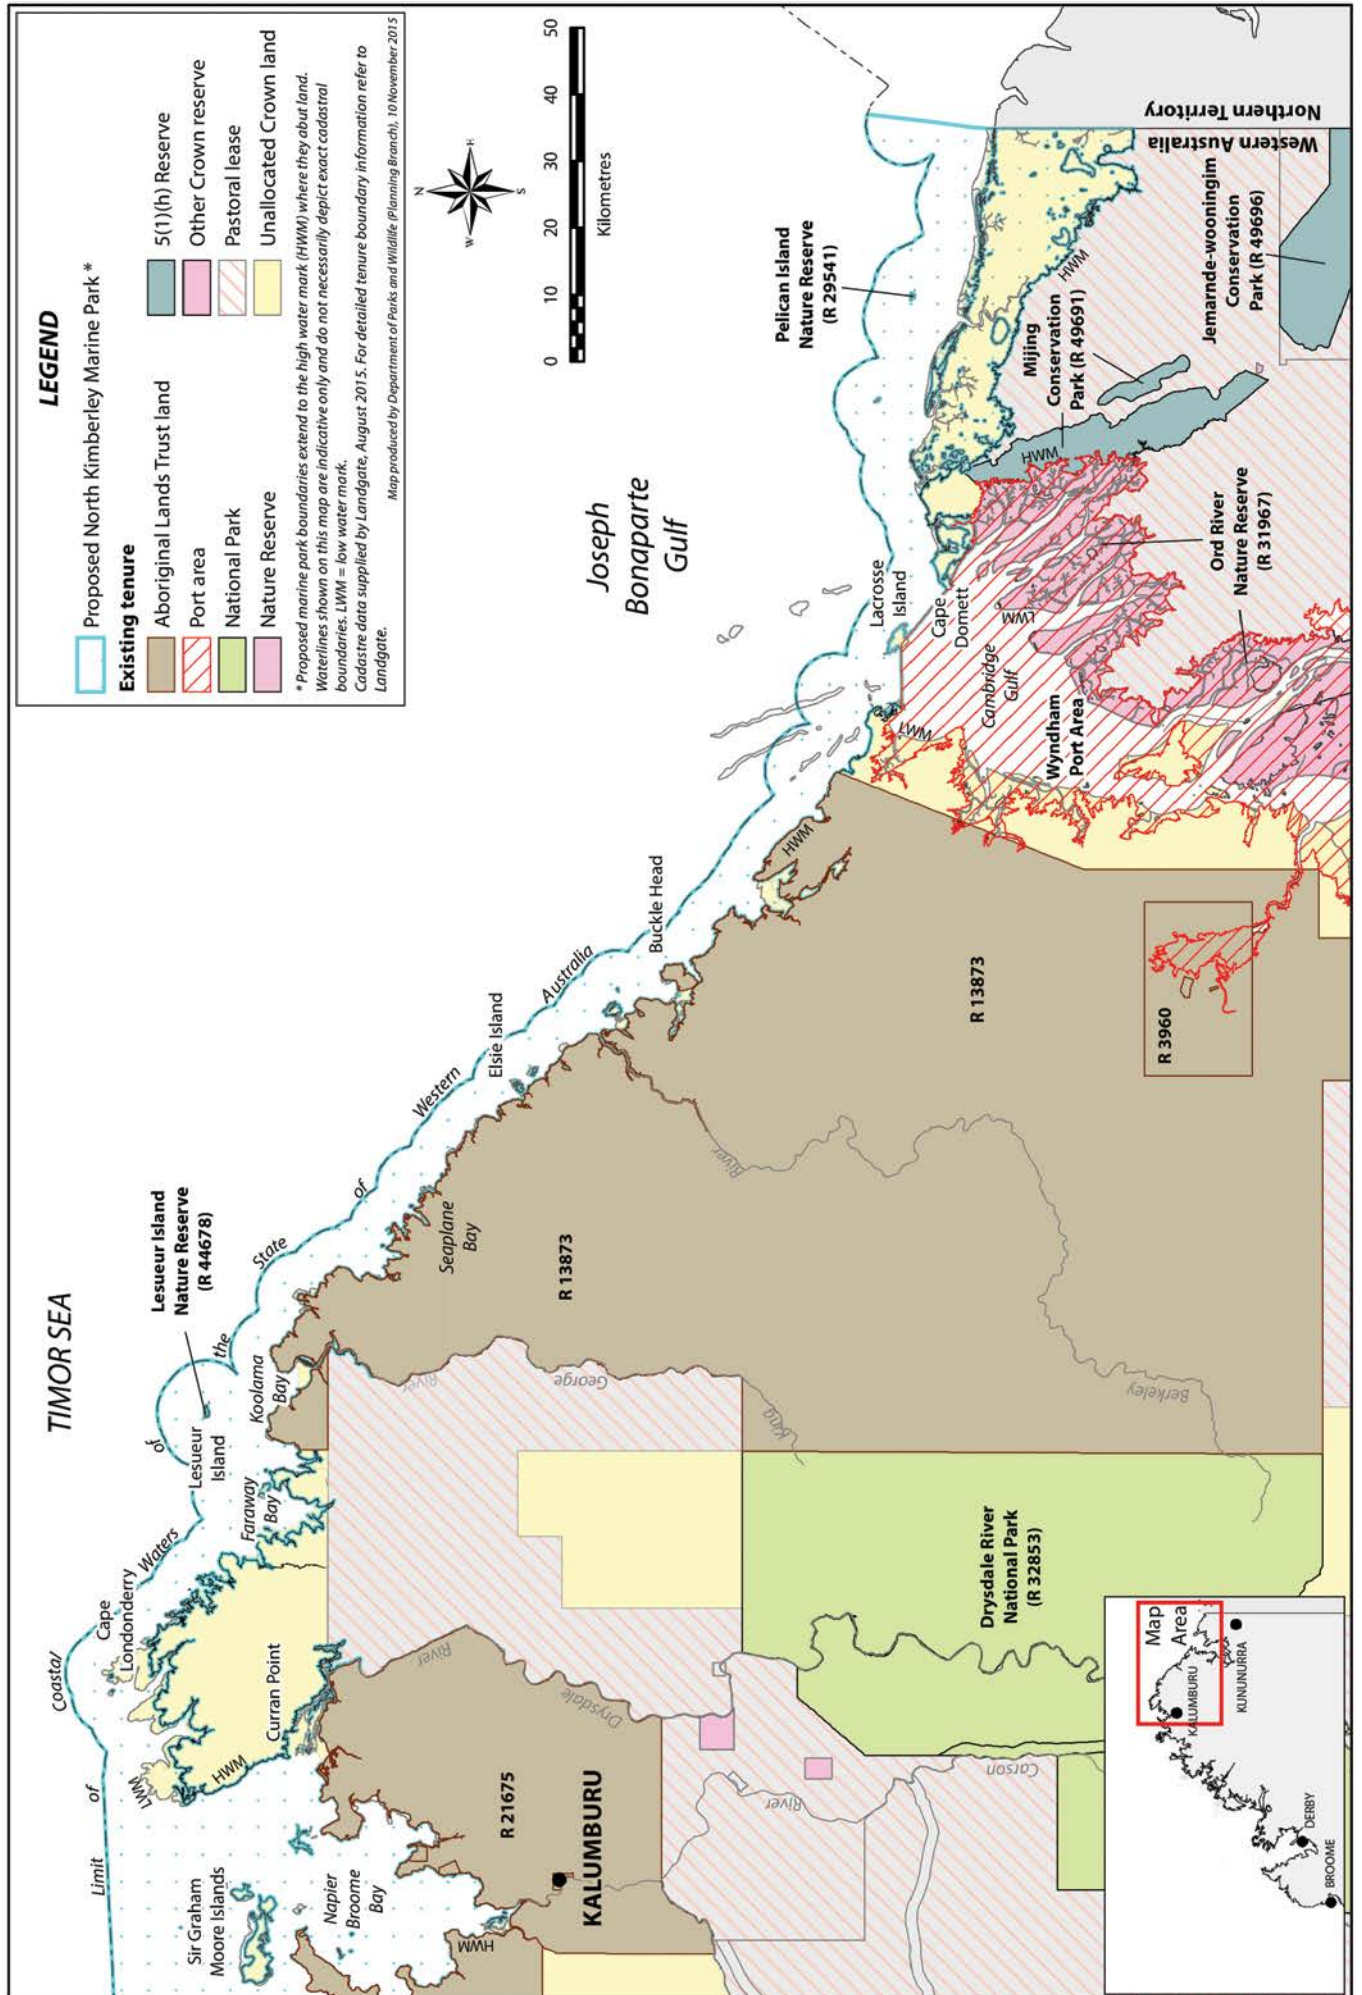 LEGEND
Proposed North Kimberley Marine Park *
Existing tenure
Aboriginal Lands Trust land
Port area
National Park
Nature Reserve
5(1)(h) Reserve
Other Crown reserve
Pastoral lease
Unallocated Crown land
* Proposed marine park boundaries extend to the high water mark (HWM) where they abut land.
Waterlines shown on this map are indicative only and do not necessarily depict exact cadastral
boundaries. LWM = low water mark.
Cadastre data supplied by Landgate, August 2015. For detailed tenure boundary information refer to
Landgate.
Map produced by Department of Parks and Wildlife (Planning Branch), 10 November 2015
N
W
E
S
0 10 20 30 40 50
Kilometres
TIMOR SEA
Joseph
Bonaparte
Gulf
Limit
of
Coastal
Waters
of
the
State
of
Western
Australia
Sir Graham
Moore Islands
Napier
Broome
Bay
LWM
HWM
HWM
Cape
Londonderry
Curran Point
Faraway
Bay
Lesueur
Island
Lesueur Island
Nature Reserve
(R 44678)
Koolama
Bay
Seaplane
Bay
Elsie Island
Buckle Head
HWM
R 21675
KALUMBURU
Drysdale
River
King
George
River
R 13873
R 13873
Berkeley
River
R 3960
Carson
River
Drysdale River
National Park
(R 32853)
Lacrosse
Island
Cape
Domett
LWM
LWM
Cambridge
Gulf
Wyndham
Port Area
Ord River
Nature Reserve
(R 31967)
Pelican Island
Nature Reserve
(R 29541)
HWM
HWM
Mijing
Conservation
Park (R 49691)
Jemarnde-wooningim
Conservation
Park (R 49696)
Western Australia
Northern Territory
Map
Area
KALUMBURU
KUNUNURRA
DERBY
BROOME